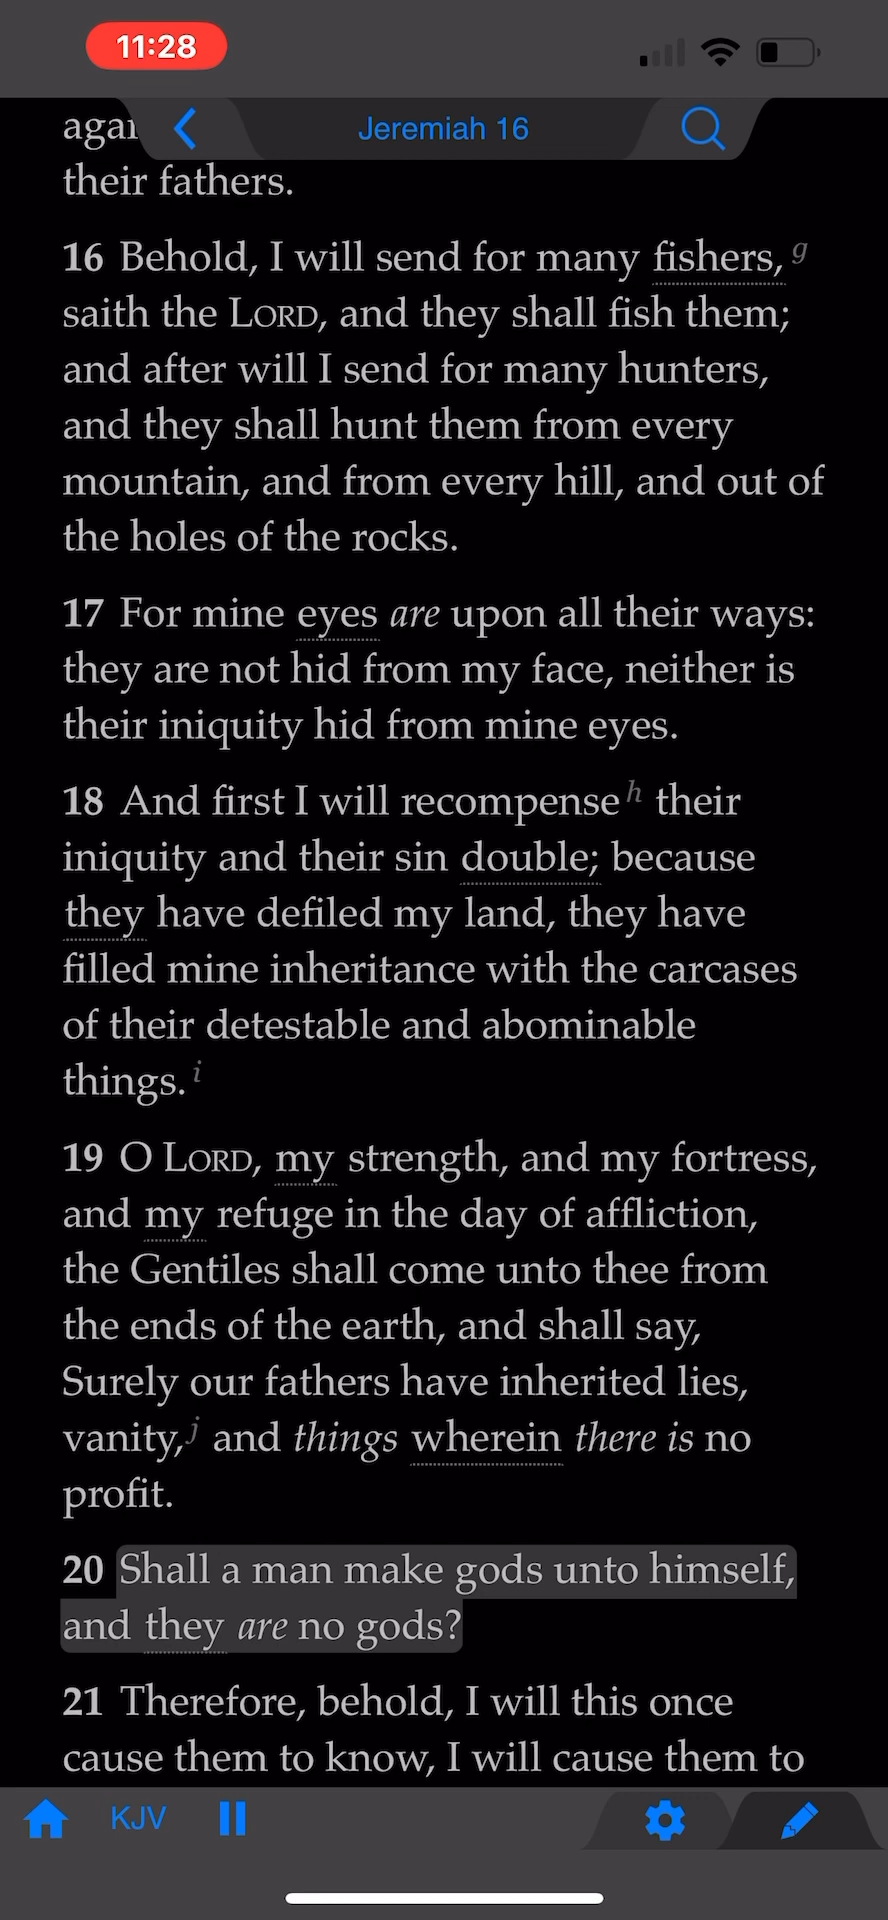 11:28
Jeremiah 16
their fathers.
16 Behold, I will send for many fishers, g
saith the LORD, and they shall fish them;
and after will I send for many hunters,
and they shall hunt them from every
mountain, and from every hill, and out of
the holes of the rocks.
17 For mine eyes are upon all their ways:
they are not hid from my face, neither is
their iniquity hid from mine eyes.
18 And first I will recompense h their
iniquity and their sin double; because
they have defiled my land, they have
filled mine inheritance with the carcases
of their detestable and abominable
things. i
19 O LORD, my strength, and my fortress,
and my refuge in the day of affliction,
the Gentiles shall come unto thee from
the ends of the earth, and shall say,
Surely our fathers have inherited lies,
vanity, j and things wherein there is no
profit.
20 Shall a man make gods unto himself,
and they are no gods?
21 Therefore, behold, I will this once
cause them to know, I will cause them to
KJV